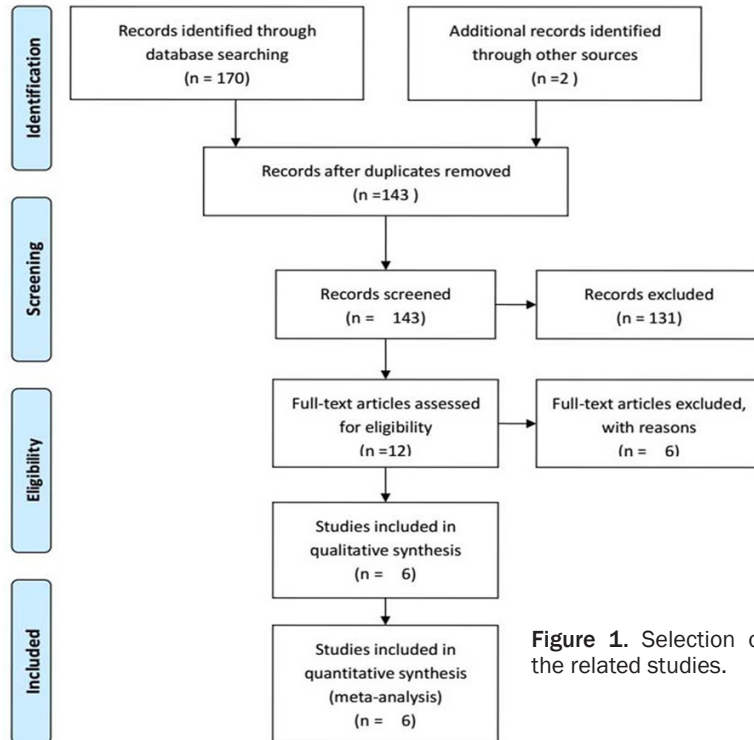 Identification
Records identified through
database searching
(n = 170)
Additional records identified
through other sources
(n =2 )
Records after duplicates removed
(n =143 )
Screening
Records screened
(n = 143)
Records excluded
(n = 131)
Eligibility
Full-text articles assessed
for eligibility
(n =12)
Full-text articles excluded,
with reasons
(n = 6)
Studies included in
qualitative synthesis
(n = 6)
Included
Studies included in
quantitative synthesis
(meta-analysis)
(n = 6)
Figure 1. Selection
the related studies.